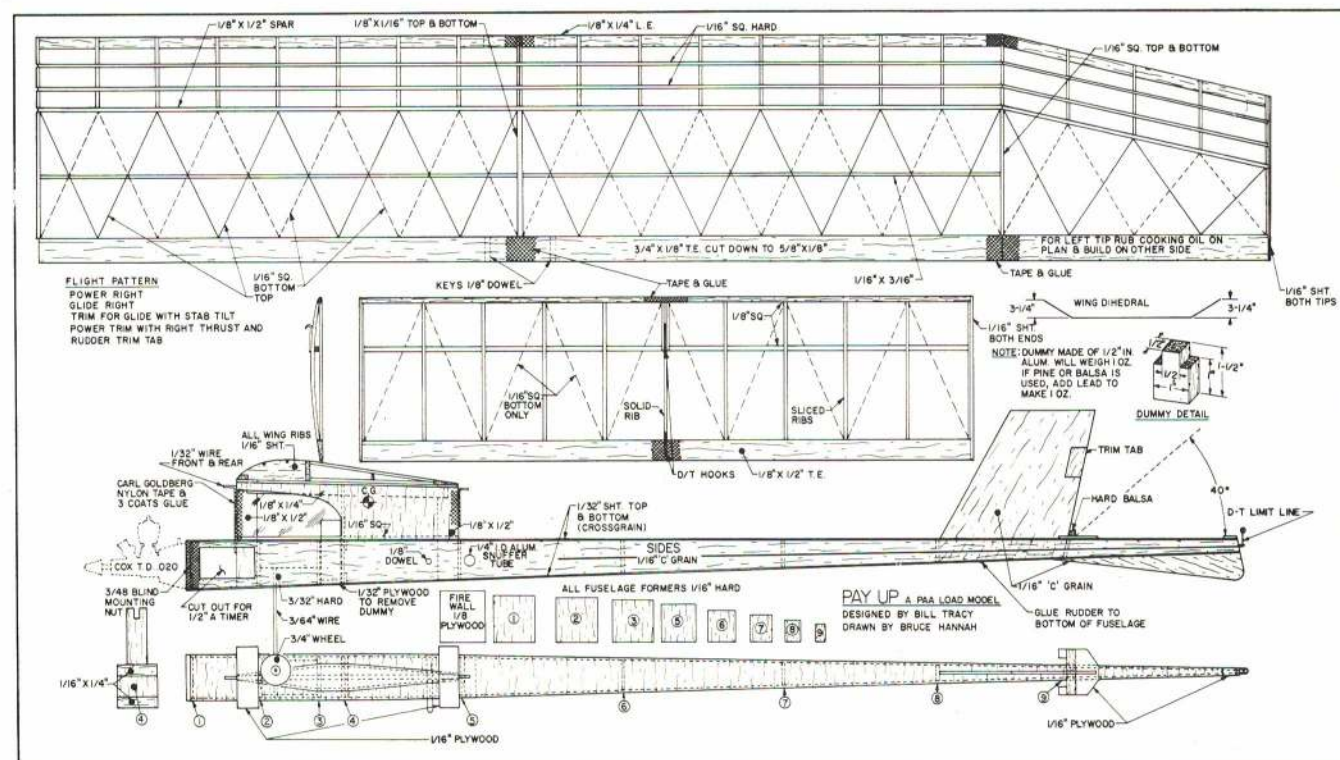 1/8" X 1/2" SPAR
1/8" X 1/16" TOP & BOTTOM
1/8" X 1/4" L.E.
1/16" SQ. HARD
1/16" SQ. TOP & BOTTOM
3/4" X 1/8" T.E. CUT DOWN TO 5/8" X 1/8"
FOR LEFT TIP RUB COOKING OIL ON
PLAN & BUILD ON OTHER SIDE
FLIGHT PATTERN
POWER RIGHT
GLIDE RIGHT
TRIM FOR GLIDE WITH STAB TILT
POWER TRIM WITH RIGHT THRUST AND
RUDDER TRIM TAB
1/16" SQ.
BOTTOM
TOP
KEYS 1/8" DOWEL
TAPE & GLUE
1/16" X 3/16"
TAPE & GLUE
1/16" SHT.
BOTH TIPS
WING DIHEDRAL
3-1/4"
3-1/4"
1/8" SQ.
1/16" SHT.
BOTH ENDS
NOTE: DUMMY MADE OF 1/2" IN.
ALUM. WILL WEIGH 1 OZ.
IF PINE OR BALSA IS
USED, ADD LEAD TO
MAKE 1 OZ.
1/2"
1/2
1"
1"
1-1/2"
DUMMY DETAIL
1/16" SQ.
BOTTOM
ONLY
SOLID
RIB
SLICED
RIBS
D/T HOOKS
1/8" X 1/2" T.E.
ALL WING RIBS
1/16" SHT.
1/32" WIRE
FRONT & REAR
CARL GOLDBERG
NYLON TAPE &
3 COATS GLUE
1/8" X 1/4"
1/8" X 1/2"
C.G.
1/16" SQ.
1/8" X 1/2"
1/32" SHT. TOP
& BOTTOM
(CROSSGRAIN)
TRIM TAB
HARD BALSA
40°
D-T LIMIT LINE
COX T.D. .020
1/8"
DOWEL
1/4" I.D. ALUM.
SNUFFER
TUBE
SIDES
1/16" 'C' GRAIN
1/16" 'C' GRAIN
3/48 BLIND
MOUNTING
NUT
CUT OUT FOR
1/2" A TIMER
3/32" HARD
3/64" WIRE
3/4" WHEEL
1/32" PLYWOOD
TO REMOVE
DUMMY
FIRE
WALL
1/8
PLYWOOD
ALL FUSELAGE FORMERS 1/16" HARD
① ② ③ ⑤ ⑥ ⑦ ⑧ ⑨
PAY UP A PAA LOAD MODEL
DESIGNED BY BILL TRACY
DRAWN BY BRUCE HANNAH
GLUE RUDDER TO
BOTTOM OF FUSELAGE
1/16" X 1/4"
④
① ② ③ ④ ⑤ ⑥ ⑦ ⑧ ⑨
1/16" PLYWOOD
1/16" PLYWOOD